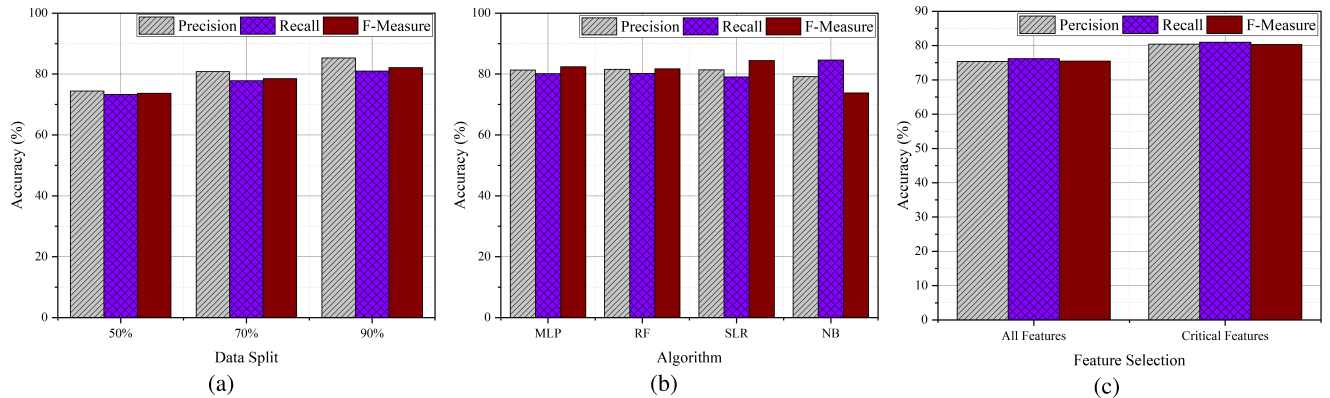 Precision Recall F-Measure
Accuracy (%)
100
80
60
40
20
0
50% 70% 90%
Data Split
(a)
Precision Recall F-Measure
Accuracy (%)
100
80
60
40
20
0
MLP RF SLR NB
Algorithm
(b)
Percision Recall F-Measure
Accuracy (%)
90
80
70
60
50
40
30
20
10
0
All Features Critical Features
Feature Selection
(c)